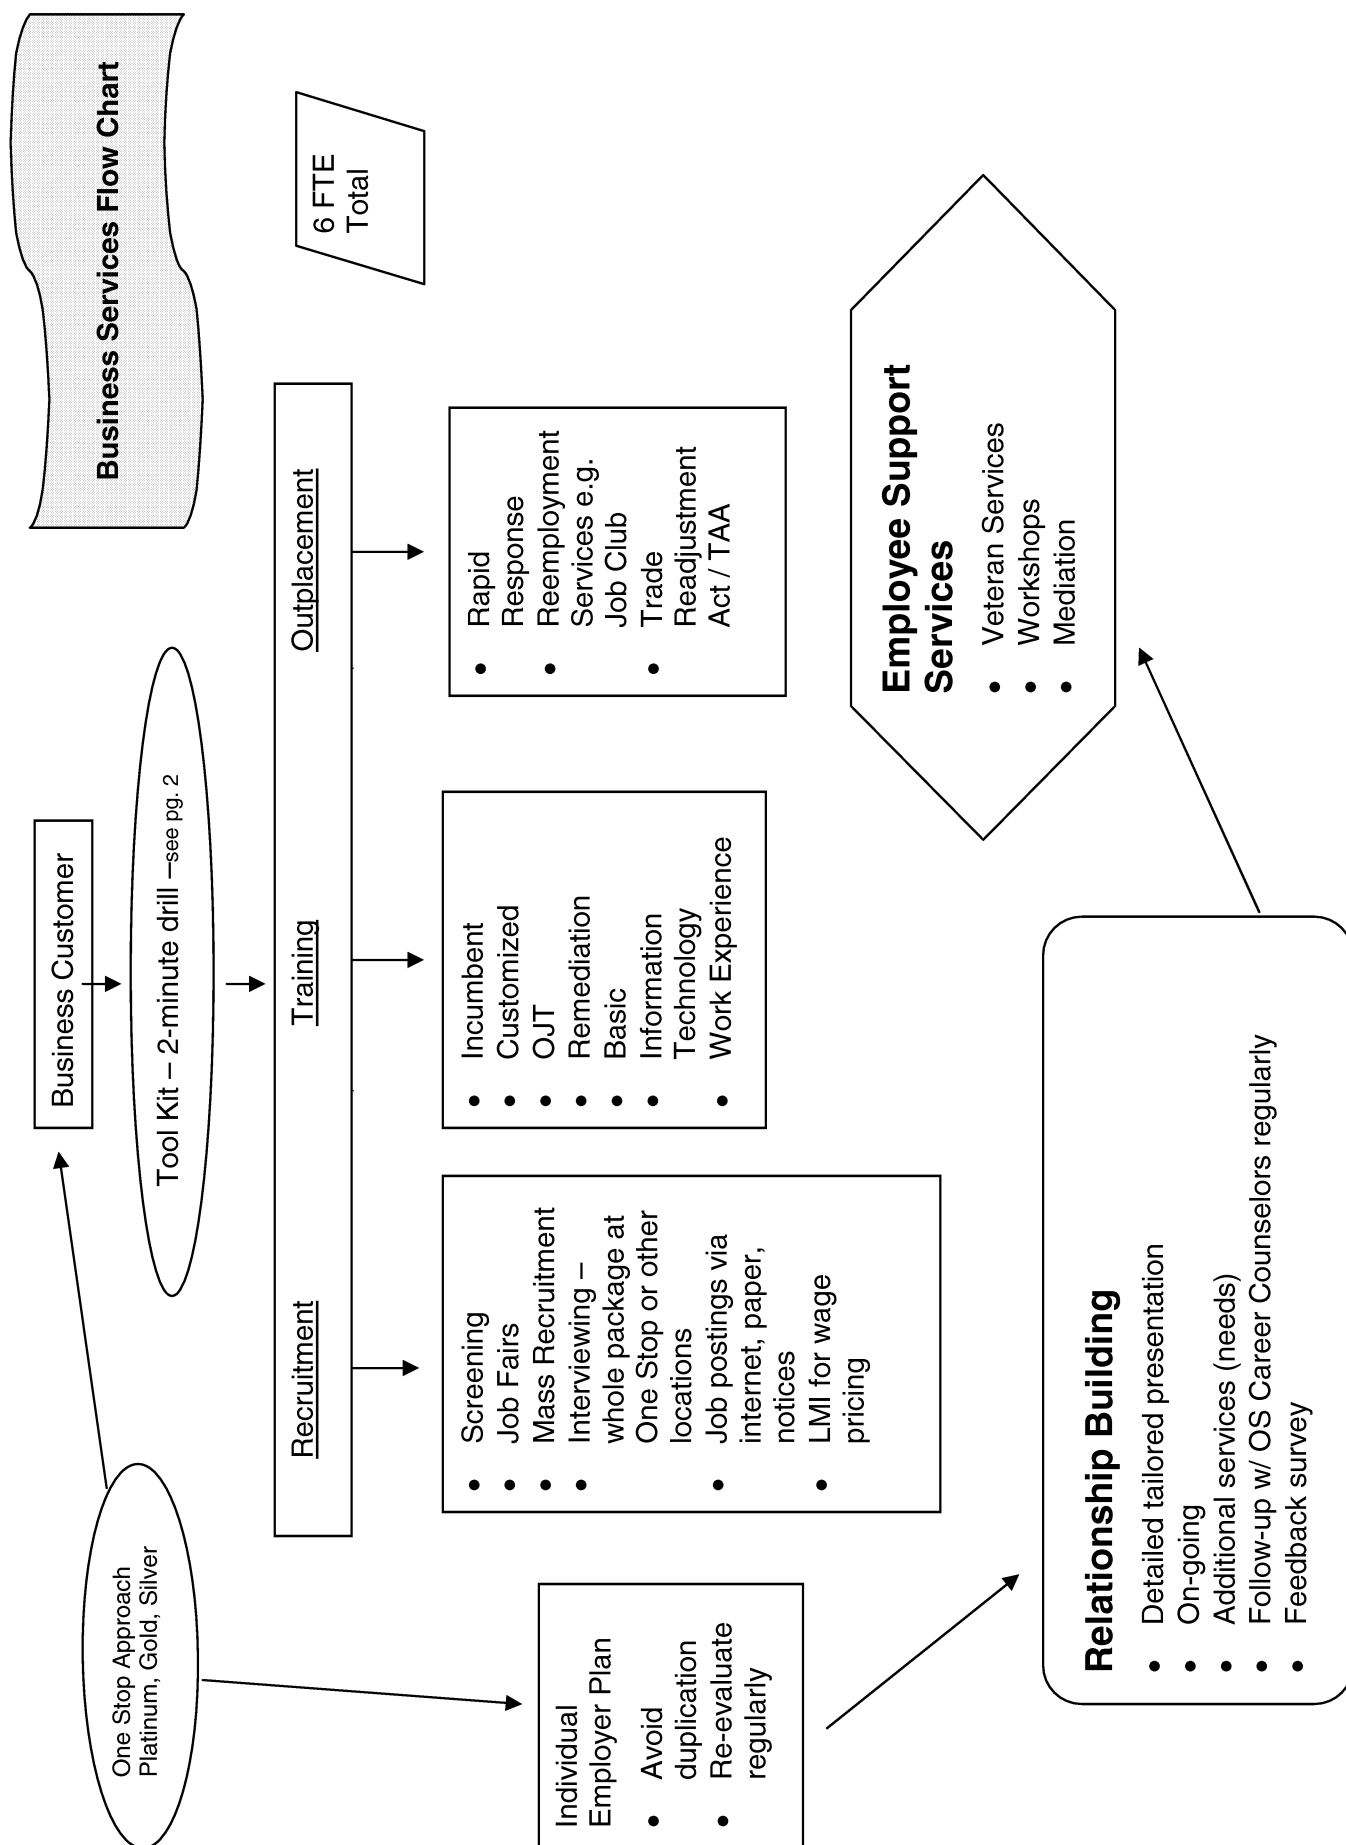 Business Services Flow Chart
One Stop Approach
Platinum, Gold, Silver
Business Customer
Tool Kit – 2-minute drill –see pg. 2
Recruitment
Training
Outplacement
6 FTE
Total
Individual
Employer Plan
• Avoid
duplication
• Re-evaluate
regularly
• Screening
• Job Fairs
• Mass Recruitment
• Interviewing –
whole package at
One Stop or other
locations
• Job postings via
internet, paper,
notices
• LMI for wage
pricing
• Incumbent
• Customized
• OJT
• Remediation
• Basic
• Information
Technology
• Work Experience
• Rapid
Response
• Reemployment
Services e.g.
Job Club
• Trade
Readjustment
Act / TAA
Relationship Building
• Detailed tailored presentation
• On-going
• Additional services (needs)
• Follow-up w/ OS Career Counselors regularly
• Feedback survey
Employee Support
Services
• Veteran Services
• Workshops
• Mediation